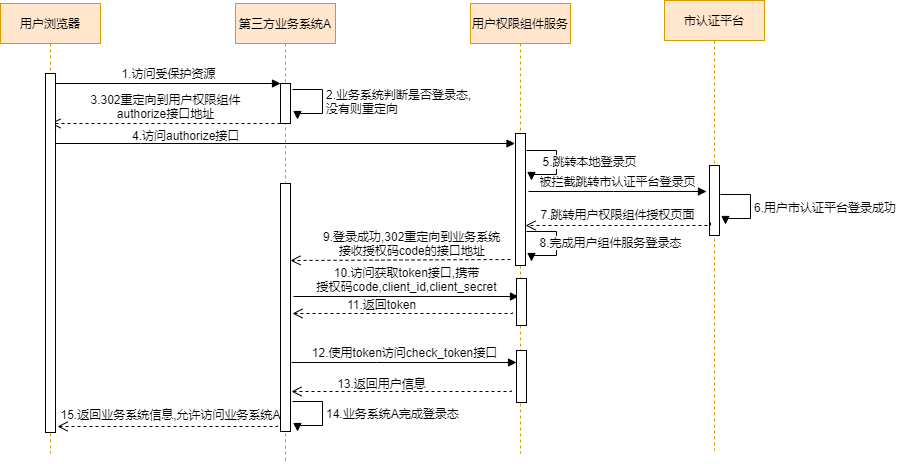 用户浏览器
第三方业务系统A
用户权限组件服务
市认证平台
1.访问受保护资源
2.业务系统判断是否登录态,
没有则重定向
3.302重定向到用户权限组件
authorize接口地址
4.访问authorize接口
5.跳转本地登录页
被拦截跳转市认证平台登录页
6.用户市认证平台登录成功
7.跳转用户权限组件授权页面
8.完成用户组件服务登录态
9.登录成功,302重定向到业务系统
接收授权码code的接口地址
10.访问获取token接口,携带
授权码code,client_id,client_secret
11.返回token
12.使用token访问check_token接口
13.返回用户信息
14.业务系统A完成登录态
15.返回业务系统信息,允许访问业务系统A